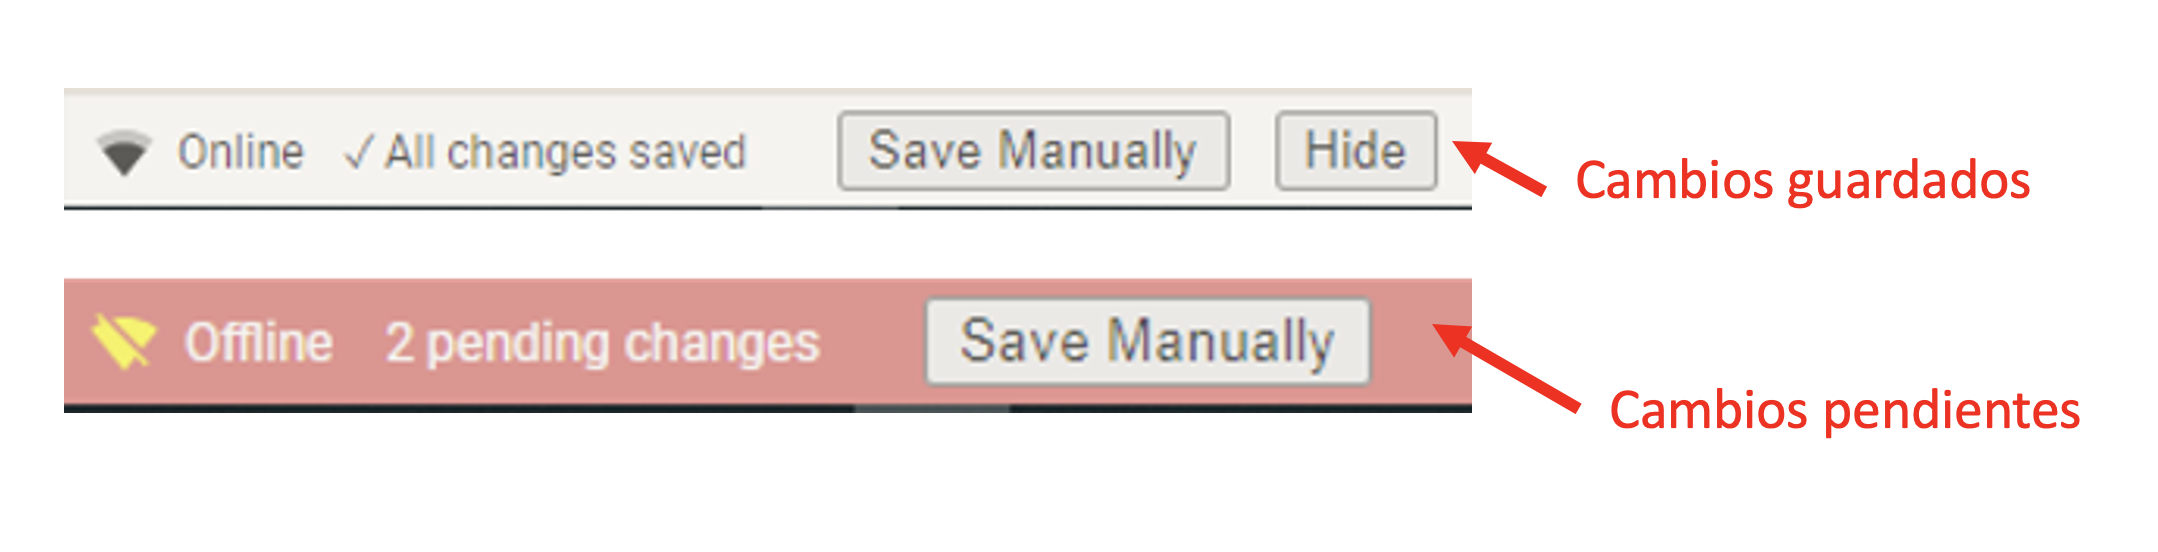 Online ✓ All changes saved Save Manually Hide
Cambios guardados
Offline 2 pending changes Save Manually
Cambios pendientes